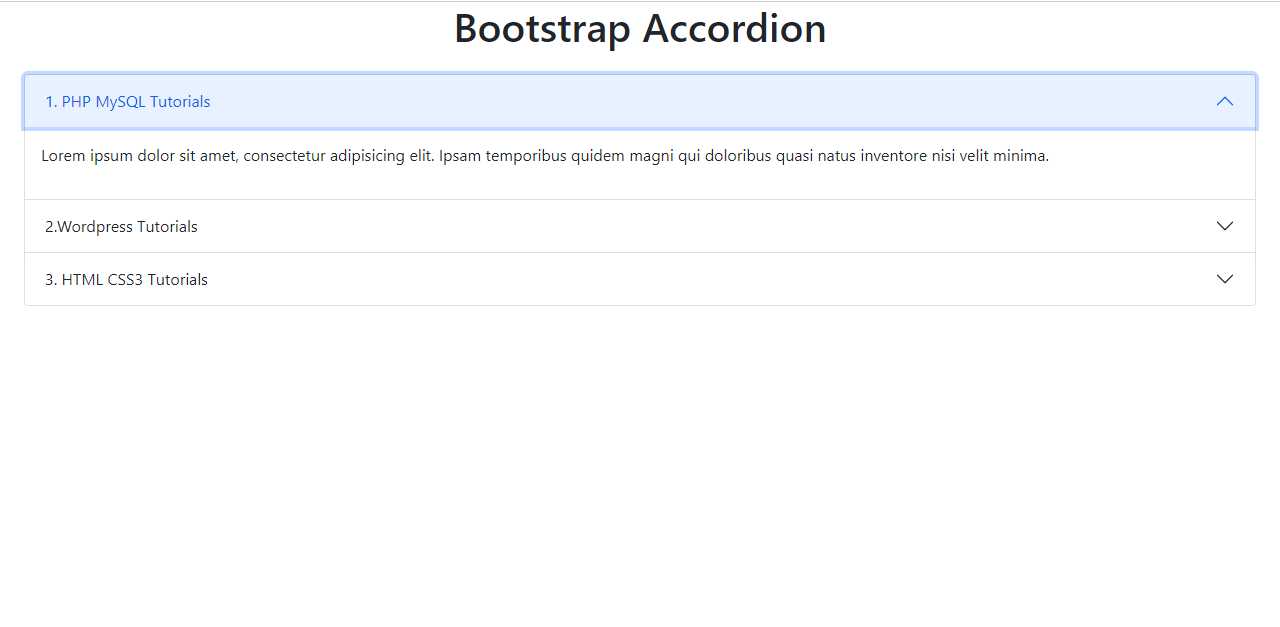 Bootstrap Accordion
1. PHP MySQL Tutorials
Lorem ipsum dolor sit amet, consectetur adipisicing elit. Ipsam temporibus quidem magni qui doloribus quasi natus inventore nisi velit minima.
2.Wordpress Tutorials
3. HTML CSS3 Tutorials